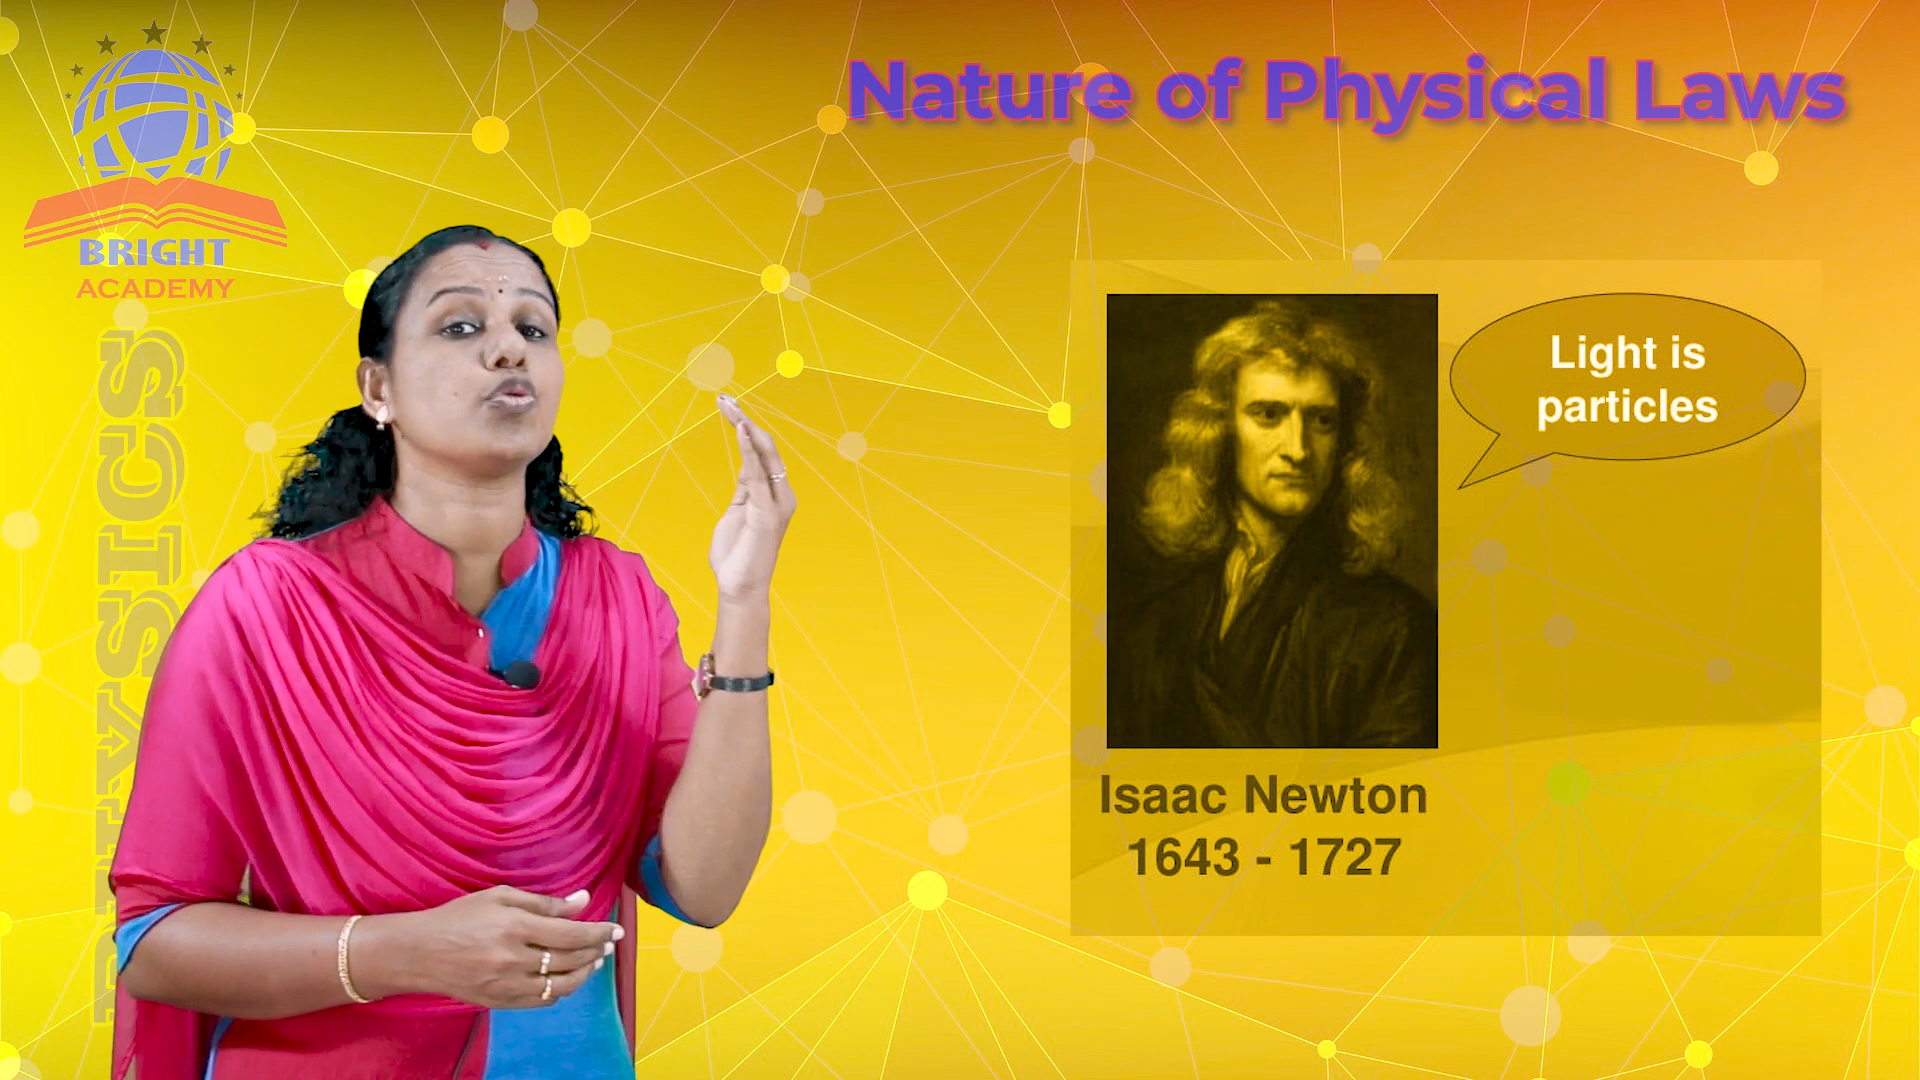 Nature of Physical Laws
BRIGHT
ACADEMY
PHYSICS
Light is
particles
Isaac Newton
1643 - 1727